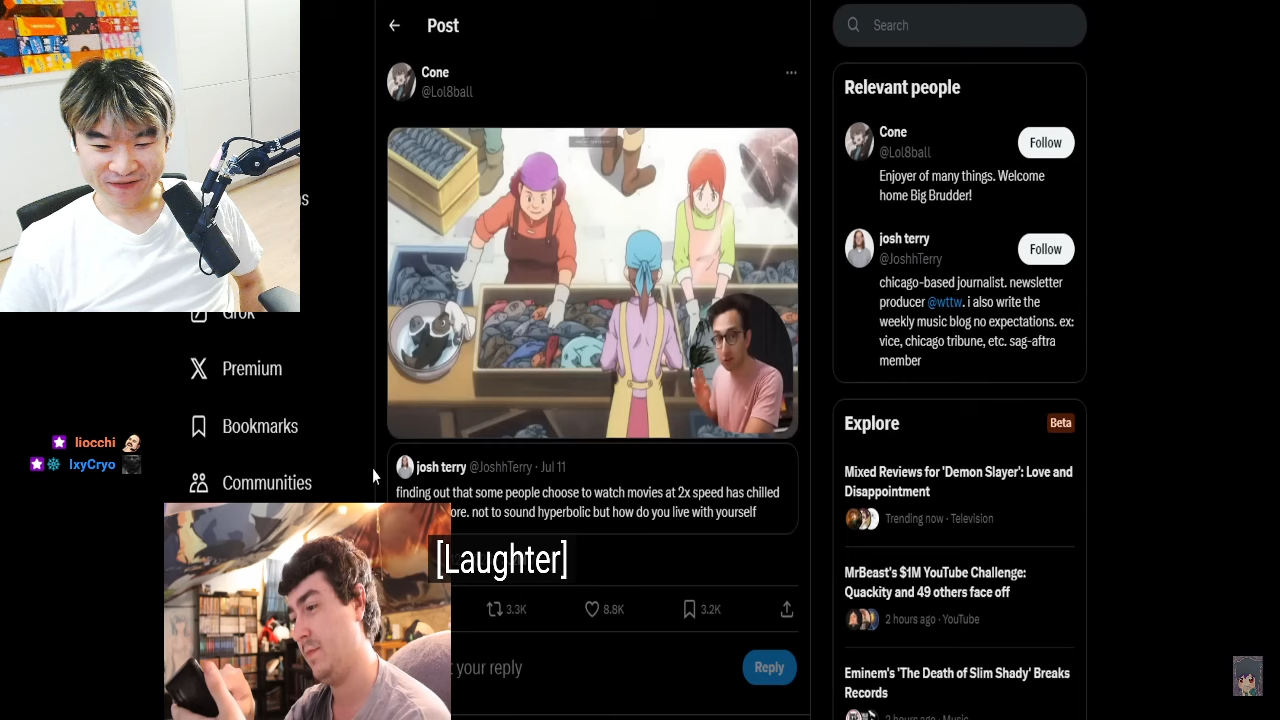 Post
Cone
@Lol8ball
josh terry @JoshhTerry · Jul 11
finding out that some people choose to watch movies at 2x speed has chilled
ore. not to sound hyperbolic but how do you live with yourself
[Laughter]
3.3K
8.8K
3.2K
your reply
Reply
s
Grok
Premium
Bookmarks
Communities
liocchi
IxyCryo
Search
Relevant people
Cone
@Lol8ball
Follow
Enjoyer of many things. Welcome
home Big Brudder!
josh terry
@JoshhTerry
Follow
chicago-based journalist. newsletter
producer @wttw. i also write the
weekly music blog no expectations. ex:
vice, chicago tribune, etc. sag-aftra
member
Explore
Beta
Mixed Reviews for 'Demon Slayer': Love and
Disappointment
Trending now · Television
MrBeast's $1M YouTube Challenge:
Quackity and 49 others face off
2 hours ago · YouTube
Eminem's 'The Death of Slim Shady' Breaks
Records
2 hours ago · Music